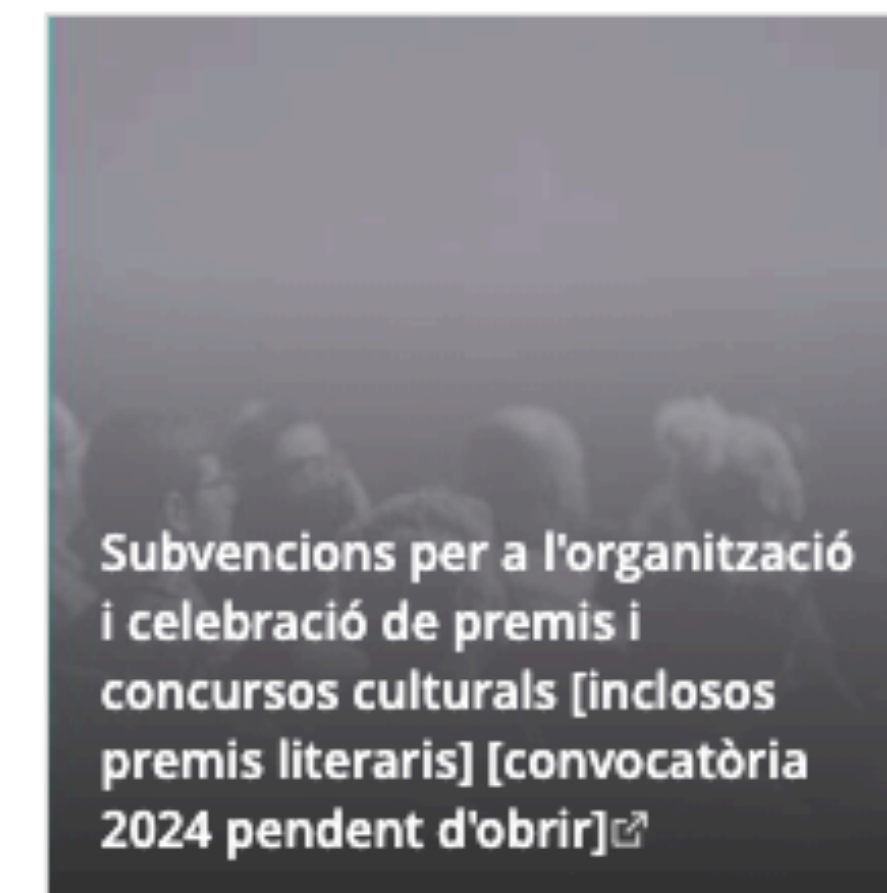 Subvencions per a l'organització
i celebració de premis i
concursos culturals [inclosos
premis literaris] [convocatòria
2024 pendent d'obrir]